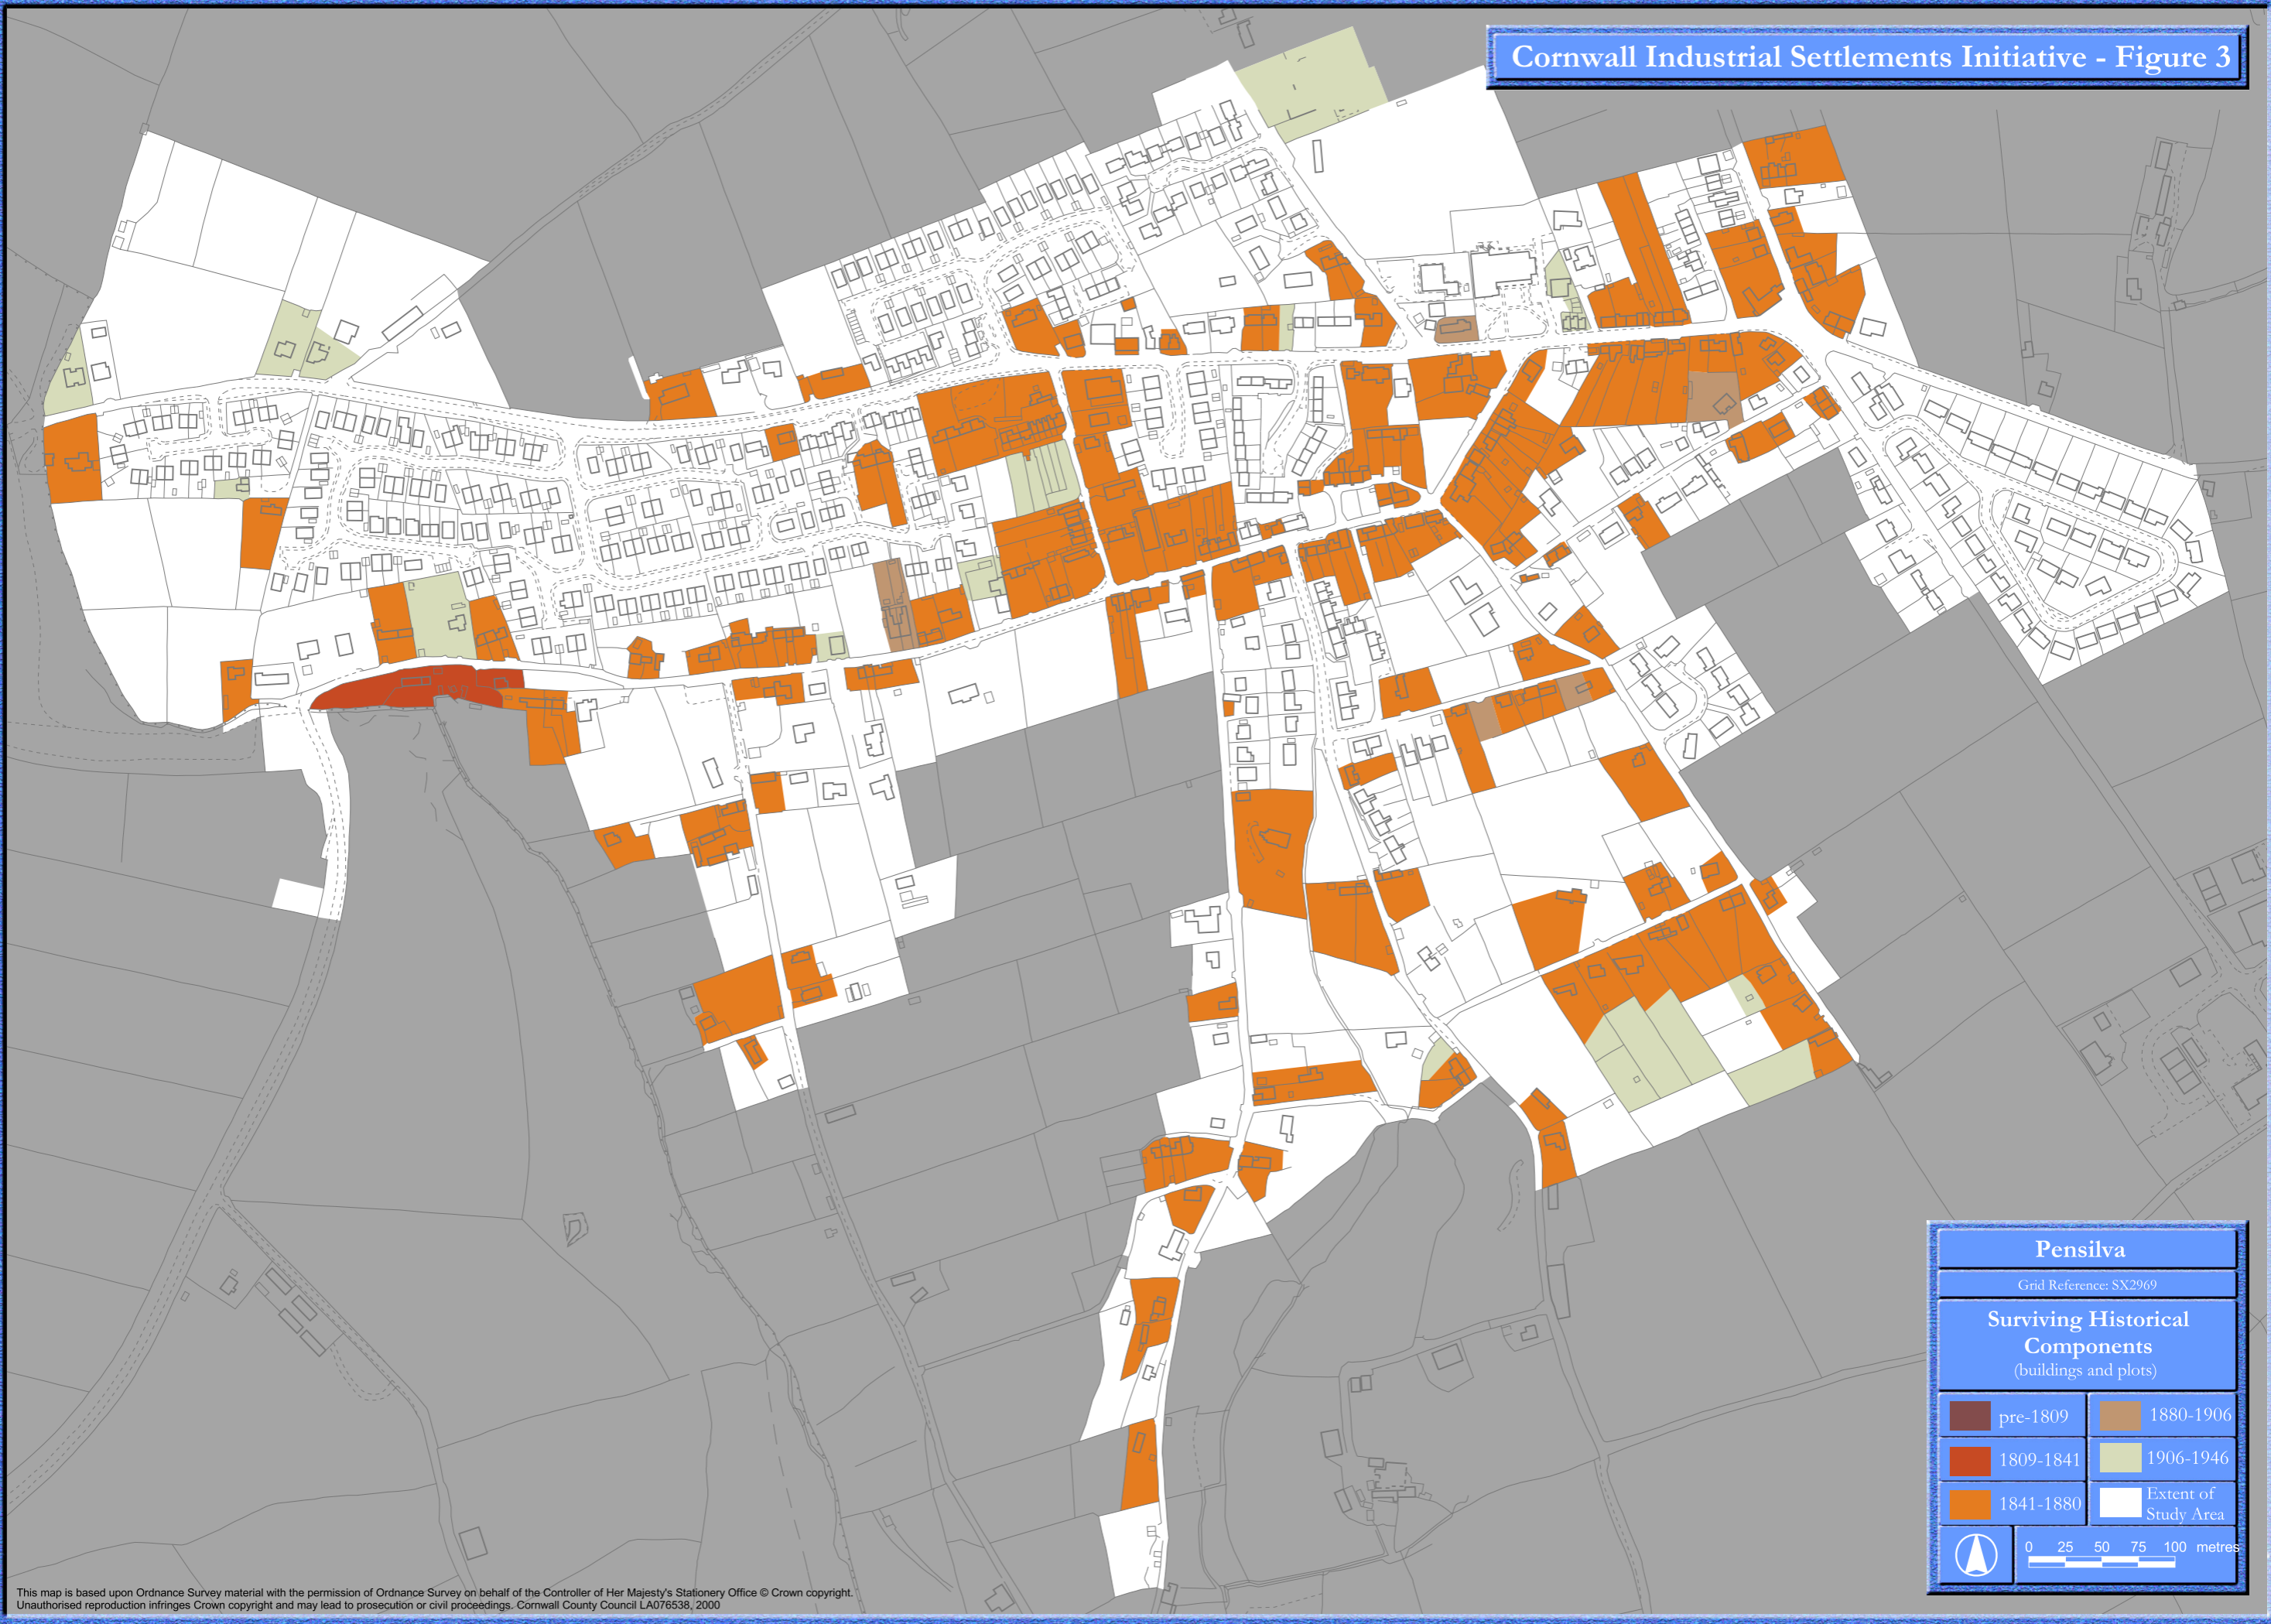 Cornwall Industrial Settlements Initiative - Figure 3
Pensilva
Grid Reference: SX2969
Surviving Historical
Components
(buildings and plots)
pre-1809
1880-1906
1809-1841
1906-1946
1841-1880
Extent of
Study Area
0 25 50 75 100 metres
This map is based upon Ordnance Survey material with the permission of Ordnance Survey on behalf of the Controller of Her Majesty's Stationery Office © Crown copyright.
Unauthorised reproduction infringes Crown copyright and may lead to prosecution or civil proceedings. Cornwall County Council LA076538, 2000